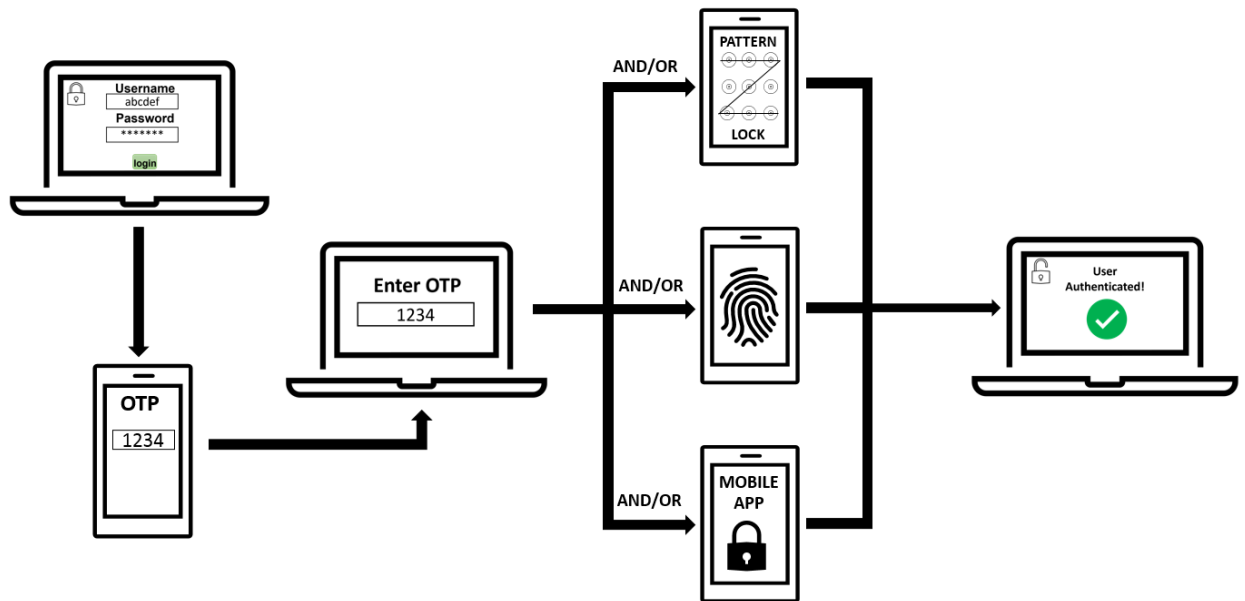 Username
abcdef
Password
*******
login
OTP
1234
Enter OTP
1234
AND/OR
PATTERN
LOCK
AND/OR
AND/OR
MOBILE
APP
User
Authenticated!